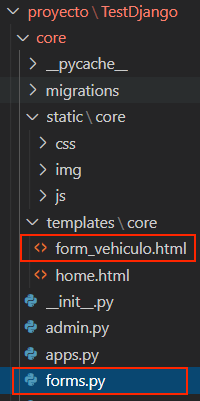 proyecto\TestDjango
core
__pycache__
migrations
static\core
css
img
js
templates\core
<> form_vehiculo.html
<> home.html
__init__.py
admin.py
apps.py
forms.py